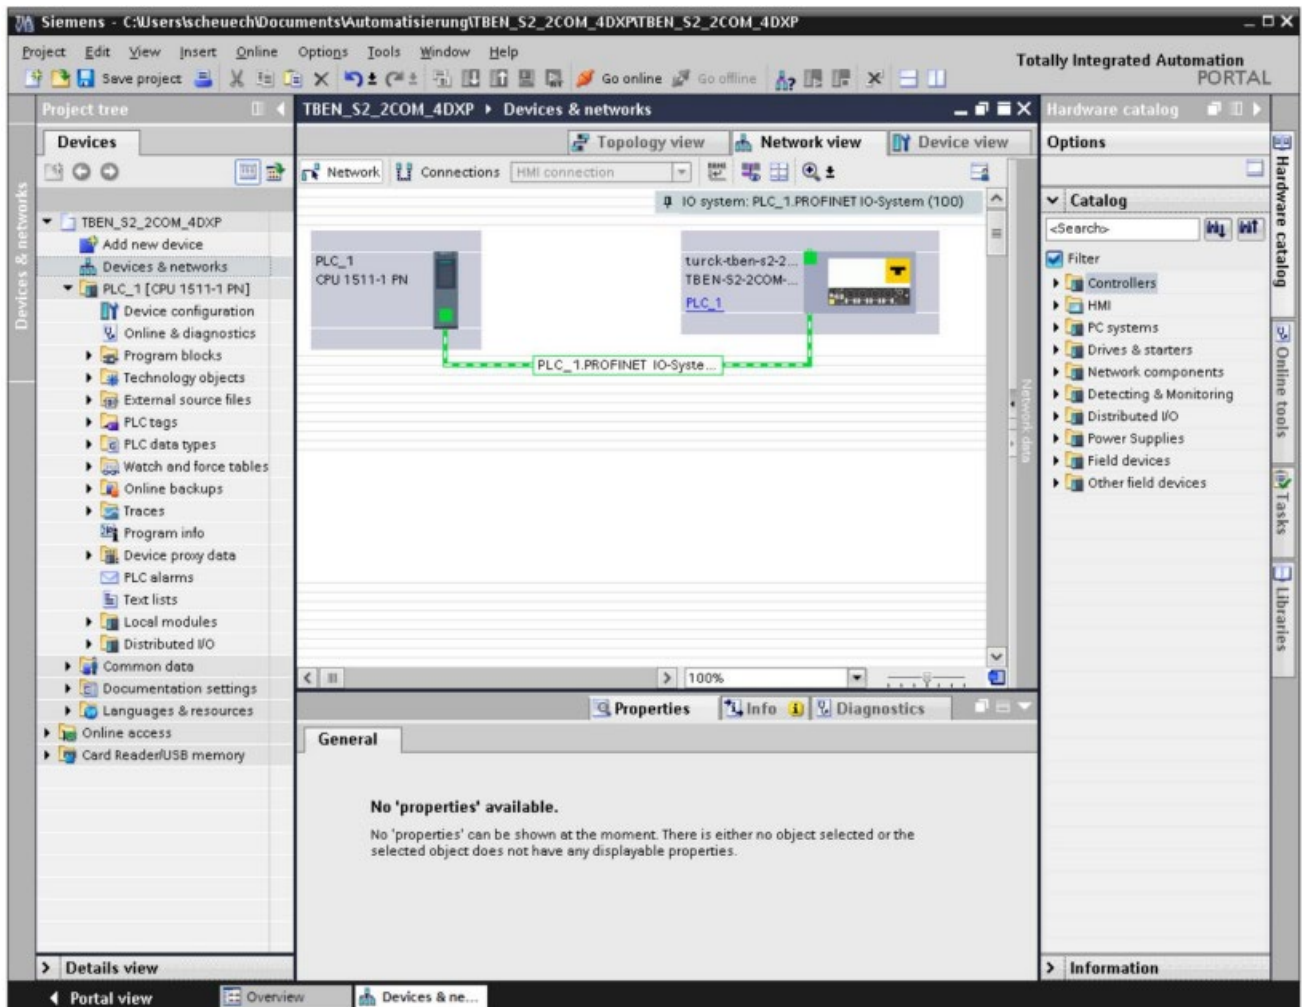 Siemens - C:\Users\scheuech\Documents\Automatisierung\TBEN_S2_2COM_4DXP\TBEN_S2_2COM_4DXP
Project Edit View Insert Online Options Tools Window Help
Totally Integrated Automation
PORTAL
Save project Go online Go offline
Project tree
Devices
Devices & networks
TBEN_S2_2COM_4DXP
Add new device
Devices & networks
PLC_1 [CPU 1511-1 PN]
Device configuration
Online & diagnostics
Program blocks
Technology objects
External source files
PLC tags
PLC data types
Watch and force tables
Online backups
Traces
Program info
Device proxy data
PLC alarms
Text lists
Local modules
Distributed I/O
Common data
Documentation settings
Languages & resources
Online access
Card Reader/USB memory
Details view
TBEN_S2_2COM_4DXP ▸ Devices & networks
Topology view Network view Device view
Network Connections HMI connection
IO system: PLC_1.PROFINET IO-System (100)
PLC_1
CPU 1511-1 PN
turck-tben-s2-2...
TBEN-S2-2COM-...
PLC_1
PLC_1.PROFINET IO-Syste...
Network data
100%
Properties Info Diagnostics
General
No 'properties' available.
No 'properties' can be shown at the moment. There is either no object selected or the
selected object does not have any displayable properties.
Hardware catalog
Options
Catalog
<Search>
Filter
Controllers
HMI
PC systems
Drives & starters
Network components
Detecting & Monitoring
Distributed I/O
Power Supplies
Field devices
Other field devices
Information
Hardware catalog
Online tools
Tasks
Libraries
Portal view Overview Devices & ne...